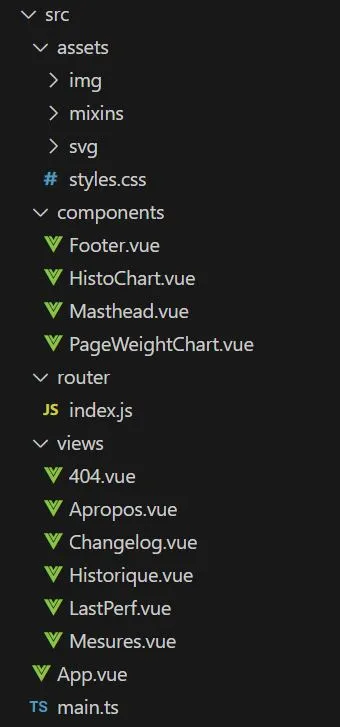 src
assets
img
mixins
svg
# styles.css
components
Footer.vue
HistoChart.vue
Masthead.vue
PageWeightChart.vue
router
JS index.js
views
404.vue
Apropos.vue
Changelog.vue
Historique.vue
LastPerf.vue
Mesures.vue
App.vue
TS main.ts